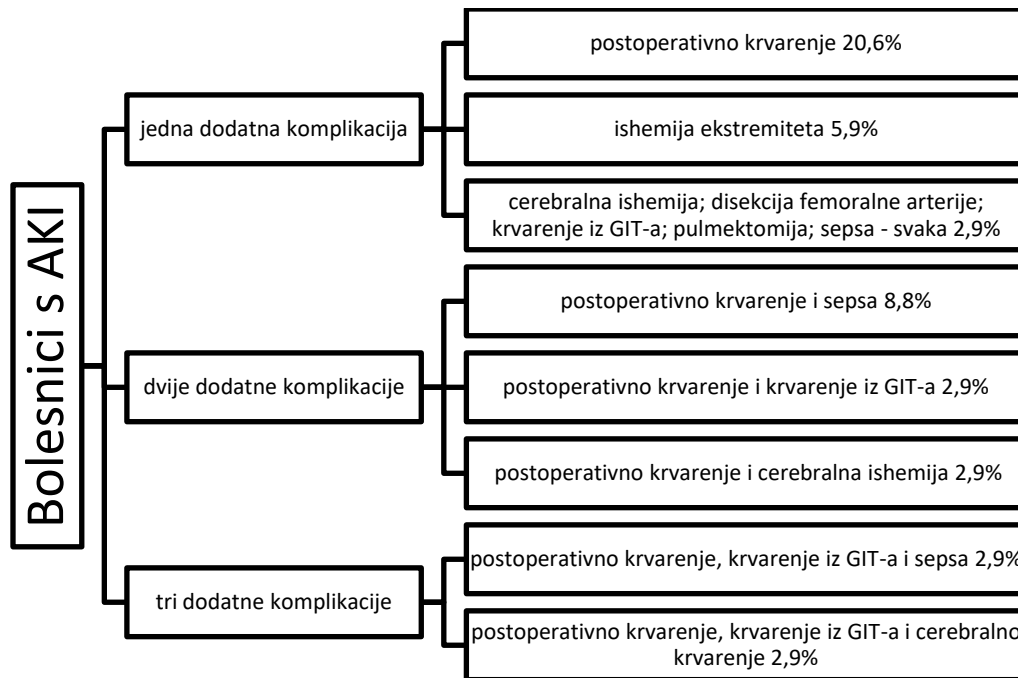 Bolesnici s AKI
jedna dodatna komplikacija
postoperativno krvarenje 20,6%
ishemija ekstremiteta 5,9%
cerebralna ishemija; disekcija femoralne arterije;
krvarenje iz GIT-a; pulmektomija; sepsa - svaka 2,9%
dvije dodatne komplikacije
postoperativno krvarenje i sepsa 8,8%
postoperativno krvarenje i krvarenje iz GIT-a 2,9%
postoperativno krvarenje i cerebralna ishemija 2,9%
tri dodatne komplikacije
postoperativno krvarenje, krvarenje iz GIT-a i sepsa 2,9%
postoperativno krvarenje, krvarenje iz GIT-a i cerebralno
krvarenje 2,9%